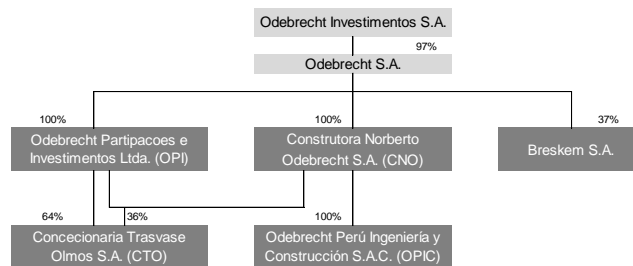 Odebrecht Investimentos S.A.
97%
Odebrecht S.A.
100%
100%
37%
Odebrecht Partipacoes e
Investimentos Ltda. (OPI)
Construtora Norberto
Odebrecht S.A. (CNO)
Breskem S.A.
64%
36%
100%
Concecionaria Trasvase
Olmos S.A. (CTO)
Odebrecht Perú Ingeniería y
Construcción S.A.C. (OPIC)